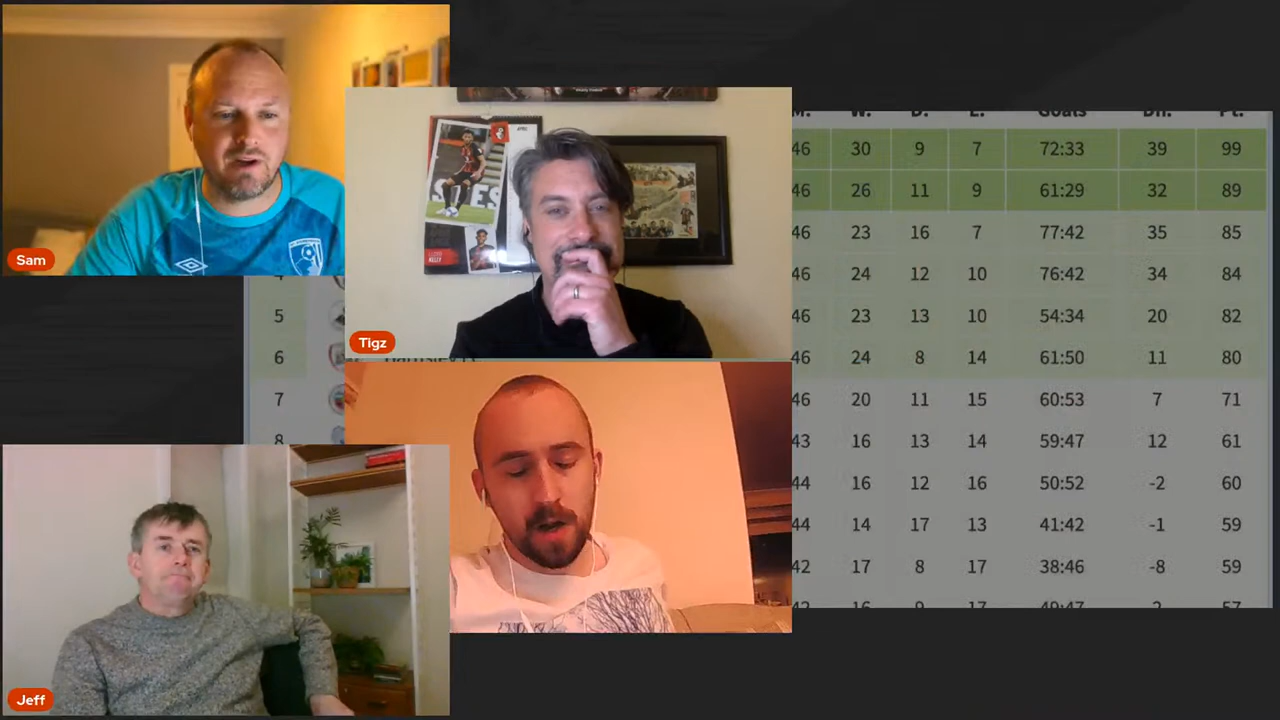 Sam
Tigz
Jeff
KELLY
M. W. D. L. Goals Dif. Pt.
46 30 9 7 72:33 39 99
46 26 11 9 61:29 32 89
46 23 16 7 77:42 35 85
46 24 12 10 76:42 34 84
5 46 23 13 10 54:34 20 82
6 46 24 8 14 61:50 11 80
7 46 20 11 15 60:53 7 71
8 43 16 13 14 59:47 12 61
44 16 12 16 50:52 -2 60
44 14 17 13 41:42 -1 59
42 17 8 17 38:46 -8 59